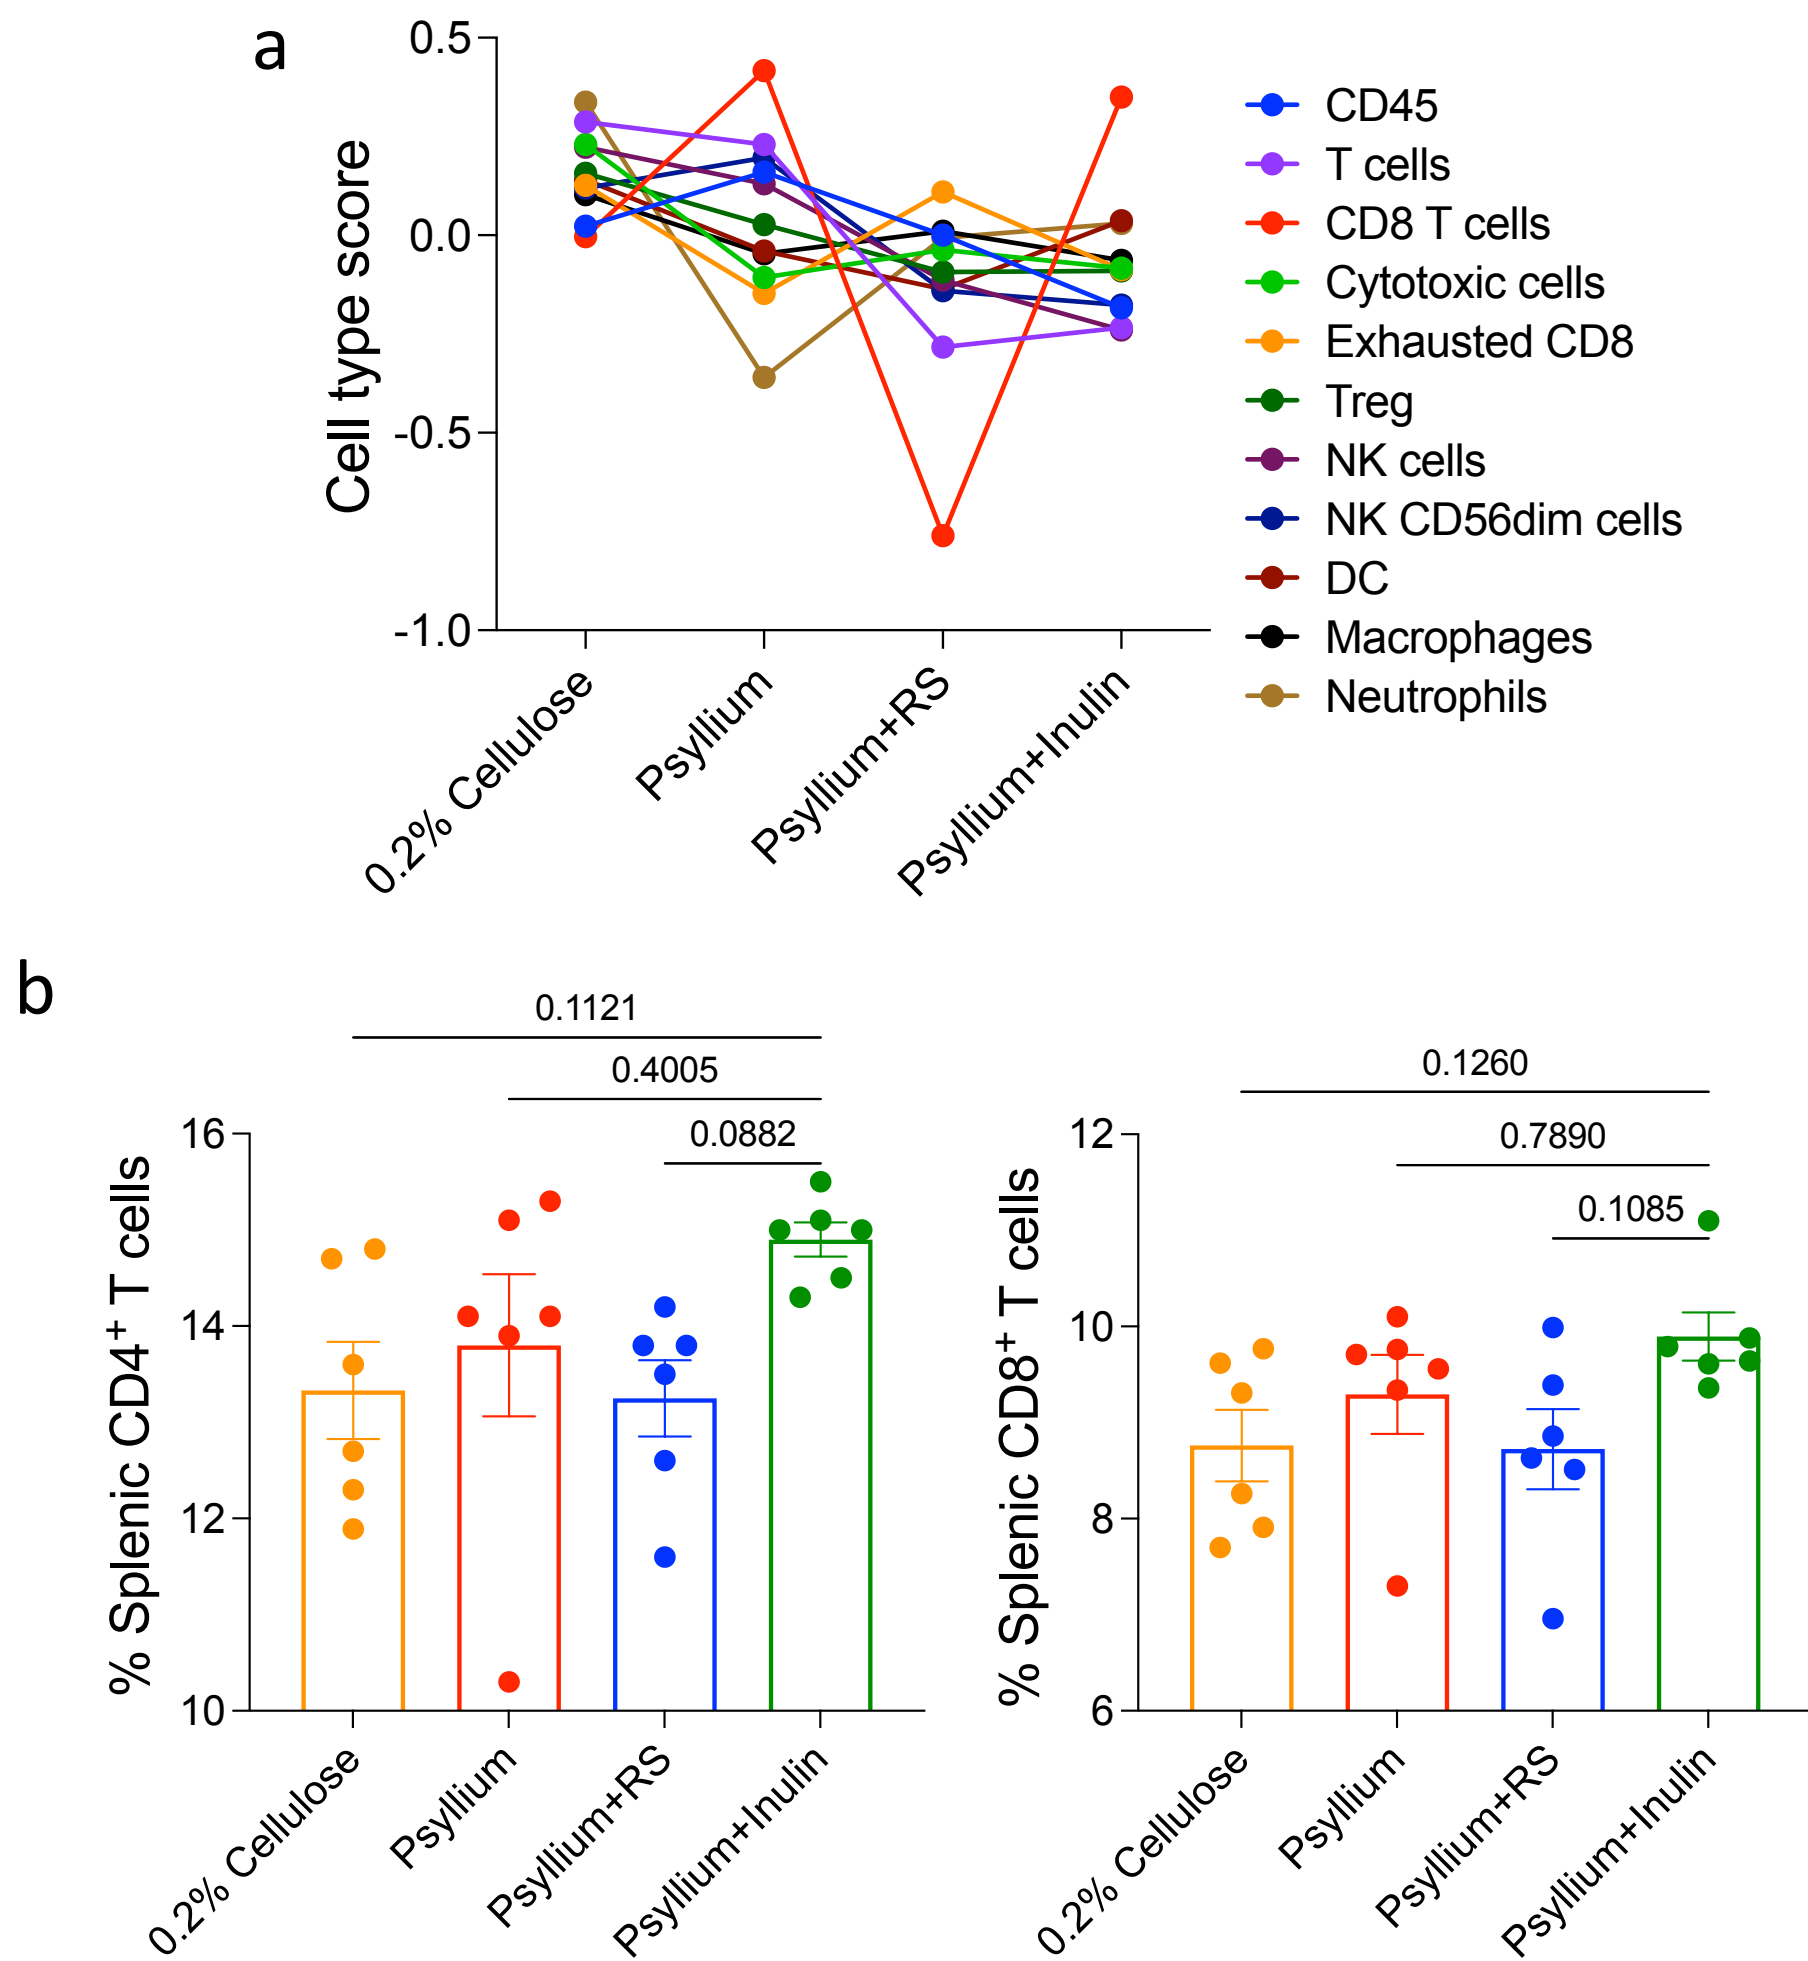 a
Cell type score
0.5
0.0
-0.5
-1.0
0.2% Cellulose
Psyllium
Psyllium+RS
Psyllium+Inulin
CD45
T cells
CD8 T cells
Cytotoxic cells
Exhausted CD8
Treg
NK cells
NK CD56dim cells
DC
Macrophages
Neutrophils
b
% Splenic CD4⁺ T cells
0.1121
0.4005
0.0882
16
14
12
10
0.2% Cellulose
Psyllium
Psyllium+RS
Psyllium+Inulin
% Splenic CD8⁺ T cells
0.1260
0.7890
0.1085
12
10
8
6
0.2% Cellulose
Psyllium
Psyllium+RS
Psyllium+Inulin